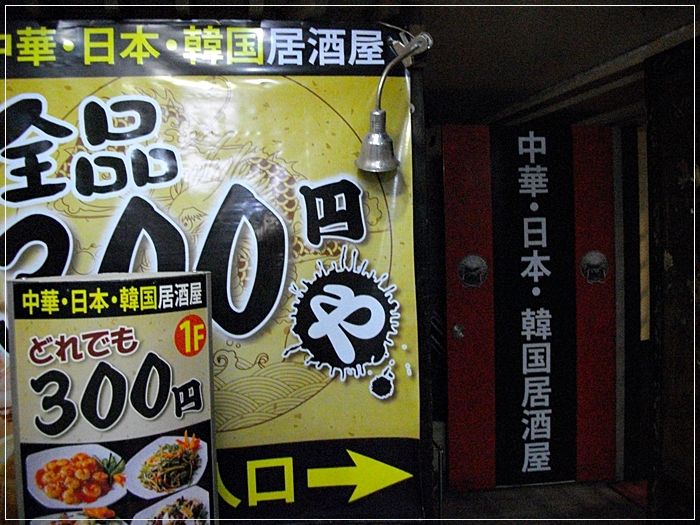 中華・日本・韓国居酒屋
全品
300円
や
入口
中華・日本・韓国居酒屋
1F
どれでも
300円
中華・日本・韓国居酒屋